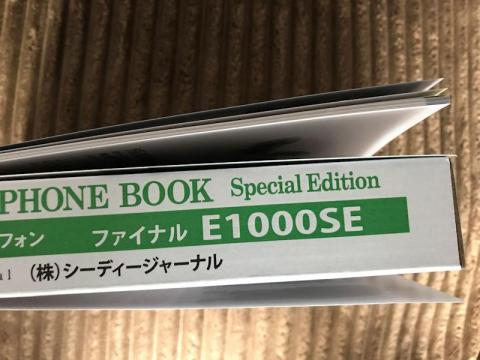 PHONE BOOK Special Edition
フォン ファイナル E1000SE
al (株)シーディージャーナル